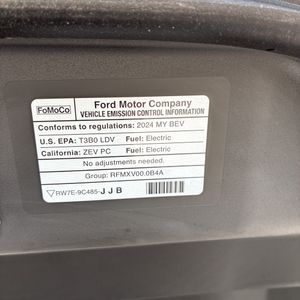 FoMoCo
Ford Motor Company
VEHICLE EMISSION CONTROL INFORMATION
Conforms to regulations: 2024 MY BEV
U.S. EPA: T3B0 LDV Fuel: Electric
California: ZEV PC Fuel: Electric
No adjustments needed.
Group: RFMXV00.0B4A
RW7E-9C485-JJB